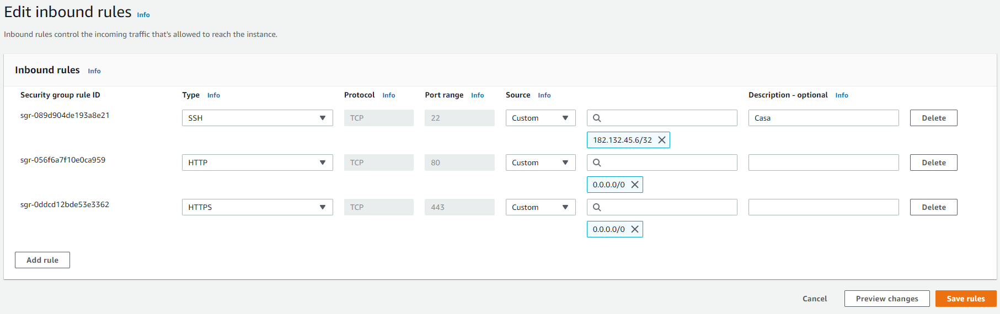 Edit inbound rules Info
Inbound rules control the incoming traffic that's allowed to reach the instance.
Inbound rules Info
Security group rule ID Type Info Protocol Info Port range Info Source Info Description - optional Info
sgr-089d904de193a8e21 SSH TCP 22 Custom Casa Delete
182.132.45.6/32
sgr-056f6a7f10e0ca959 HTTP TCP 80 Custom Delete
0.0.0.0/0
sgr-0ddcd12bde53e3362 HTTPS TCP 443 Custom Delete
0.0.0.0/0
Add rule
Cancel Preview changes Save rules